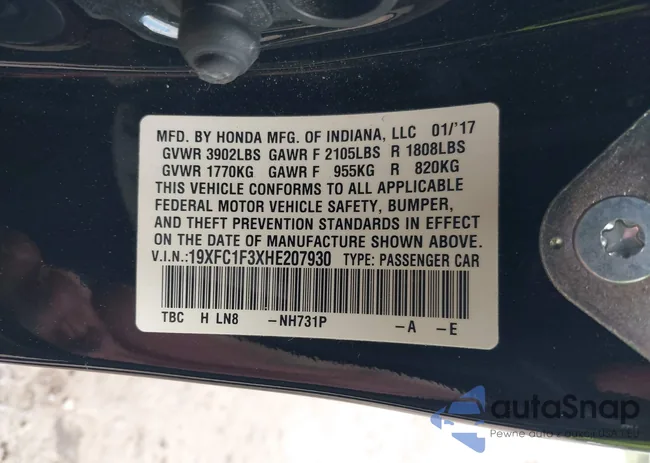 MFD. BY HONDA MFG. OF INDIANA, LLC 01/'17
GVWR 3902LBS GAWR F 2105LBS R 1808LBS
GVWR 1770KG GAWR F 955KG R 820KG
THIS VEHICLE CONFORMS TO ALL APPLICABLE
FEDERAL MOTOR VEHICLE SAFETY, BUMPER,
AND THEFT PREVENTION STANDARDS IN EFFECT
ON THE DATE OF MANUFACTURE SHOWN ABOVE.
V.I.N.:19XFC1F3XHE207930 TYPE: PASSENGER CAR
TBC H LN8 -NH731P -A -E
autoSnap
Pewne auto z